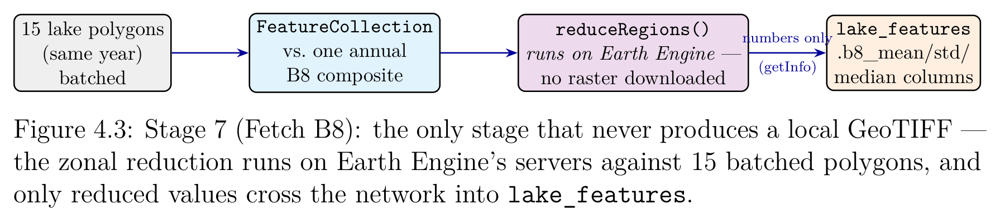 15 lake polygons
(same year)
batched
FeatureCollection
vs. one annual
B8 composite
reduceRegions()
runs on Earth Engine —
no raster downloaded
numbers only
(getInfo)
lake_features
.b8_mean/std/
median columns
Figure 4.3: Stage 7 (Fetch B8): the only stage that never produces a local GeoTIFF —
the zonal reduction runs on Earth Engine’s servers against 15 batched polygons, and
only reduced values cross the network into lake_features.